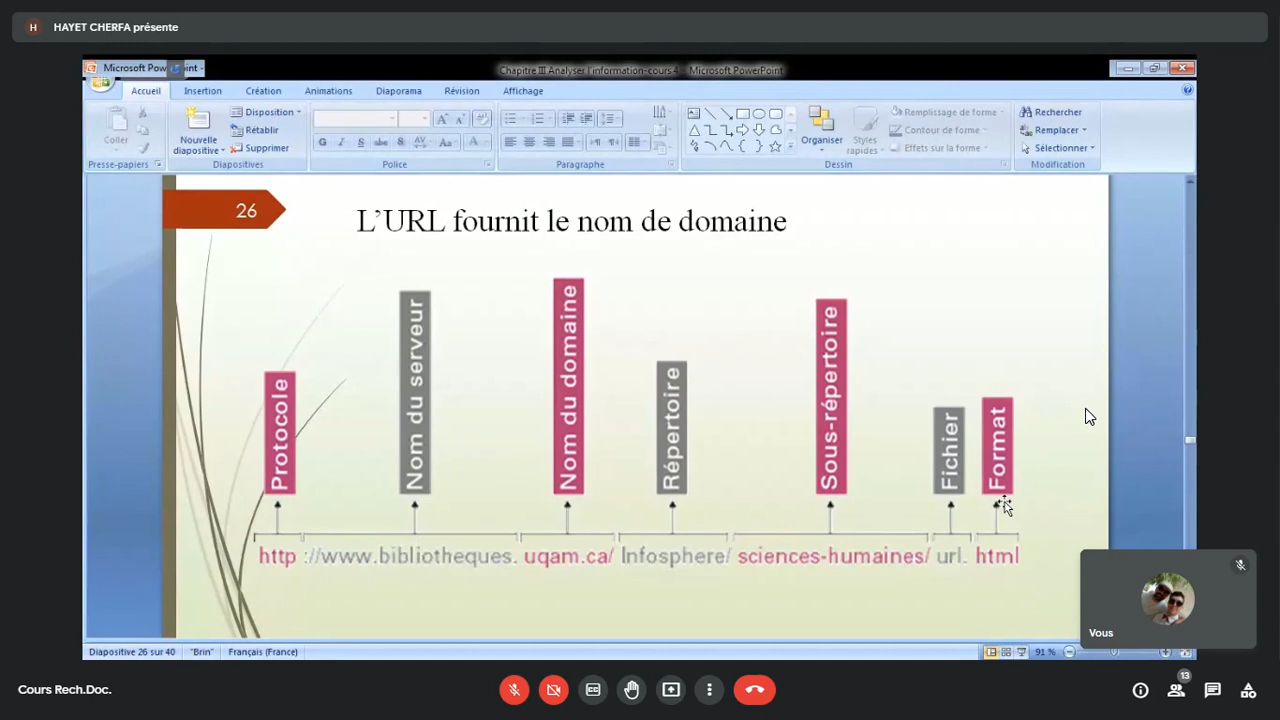 H HAYET CHERFA présente
Microsoft PowerPoint -
Chapitre III Analyser l'information-cours 4 Microsoft PowerPoint
Accueil Insertion Création Animations Diaporama Révision Affichage
Coller
Presse-papiers
Nouvelle diapositive
Disposition
Rétablir
Supprimer
Diapositives
G I S abc AV Aa A
Police
Paragraphe
Organiser
Styles rapides
Remplissage de forme
Contour de forme
Effets sur la forme
Dessin
Rechercher
Remplacer
Sélectionner
Modification
26
L'URL fournit le nom de domaine
Protocole
Nom du serveur
Nom du domaine
Répertoire
Sous-répertoire
Fichier
Format
http ://www.bibliotheques. uqam.ca/ Infosphere/ sciences-humaines/ url. html
Vous
Diapositive 26 sur 40 "Brin" Français (France) 91 %
Cours Rech.Doc.
13